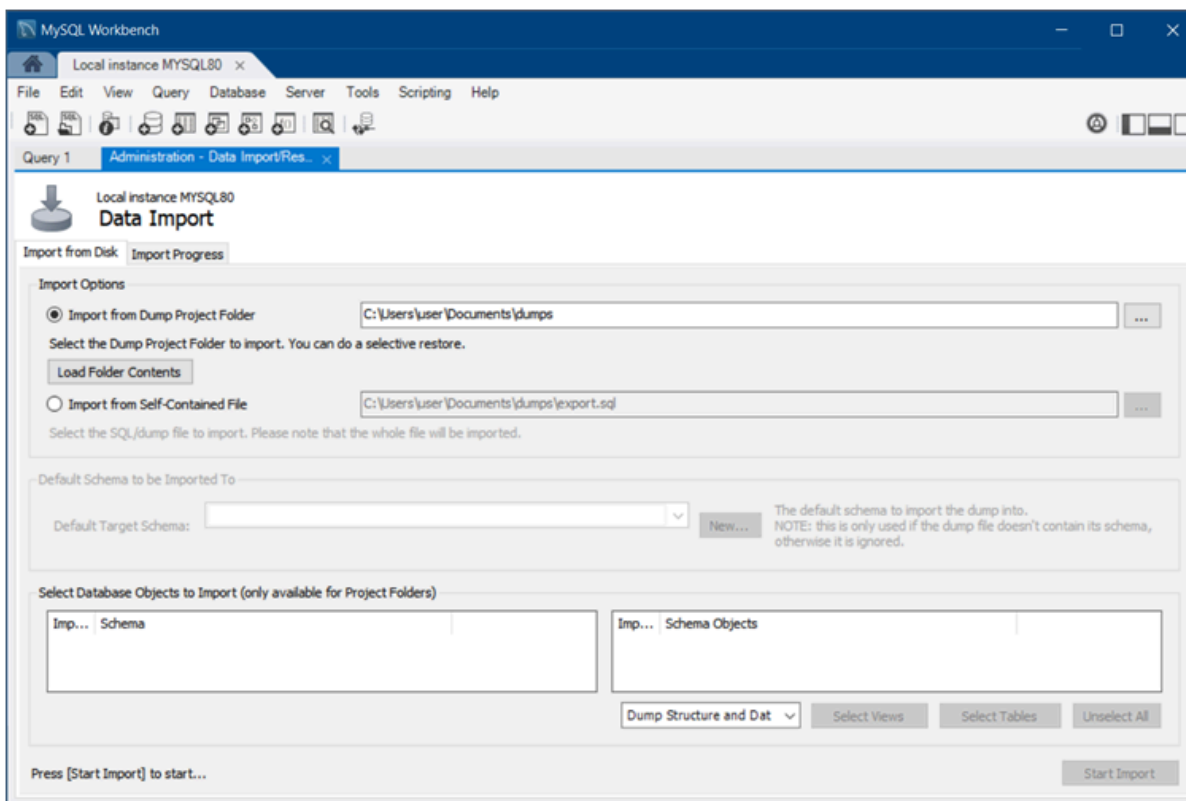 MySQL Workbench
Local instance MYSQL80
File Edit View Query Database Server Tools Scripting Help
Query 1 Administration - Data Import/Res...
Local instance MYSQL80
Data Import
Import from Disk Import Progress
Import Options
Import from Dump Project Folder C:\Users\user\Documents\dumps ...
Select the Dump Project Folder to import. You can do a selective restore.
Load Folder Contents
Import from Self-Contained File C:\Users\user\Documents\dumps\export.sql ...
Select the SQL/dump file to import. Please note that the whole file will be imported.
Default Schema to be Imported To
Default Target Schema: New...
The default schema to import the dump into.
NOTE: this is only used if the dump file doesn't contain its schema,
otherwise it is ignored.
Select Database Objects to Import (only available for Project Folders)
Imp... Schema Imp... Schema Objects
Dump Structure and Dat Select Views Select Tables Unselect All
Press [Start Import] to start... Start Import